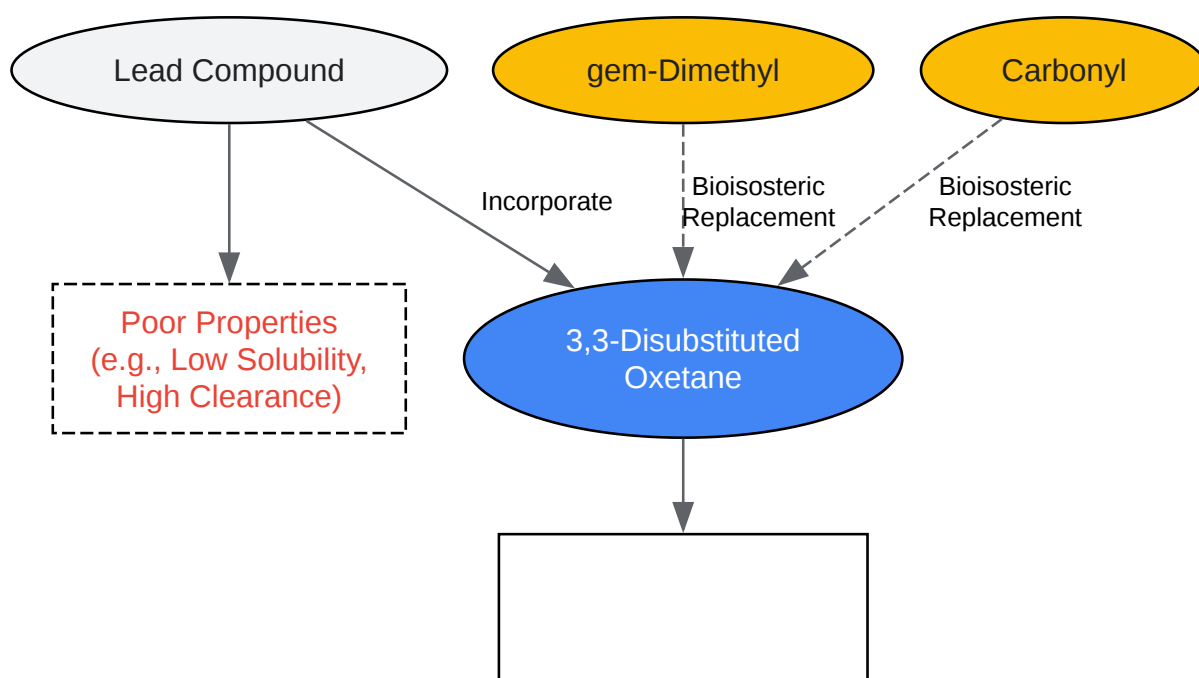 Lead Compound
gem-Dimethyl
Carbonyl
Incorporate
Bioisosteric
Replacement
Bioisosteric
Replacement
Poor Properties
(e.g., Low Solubility,
High Clearance)
3,3-Disubstituted
Oxetane